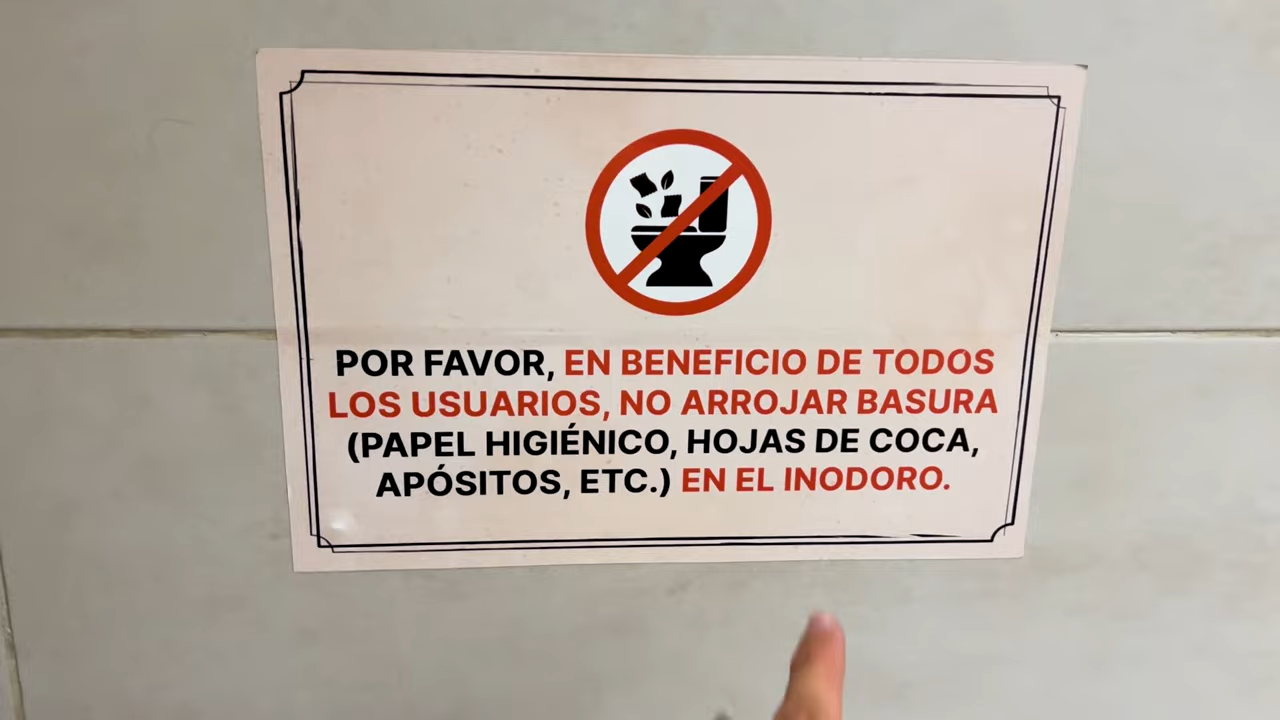 POR FAVOR, EN BENEFICIO DE TODOS
LOS USUARIOS, NO ARROJAR BASURA
(PAPEL HIGIÉNICO, HOJAS DE COCA,
APÓSITOS, ETC.) EN EL INODORO.